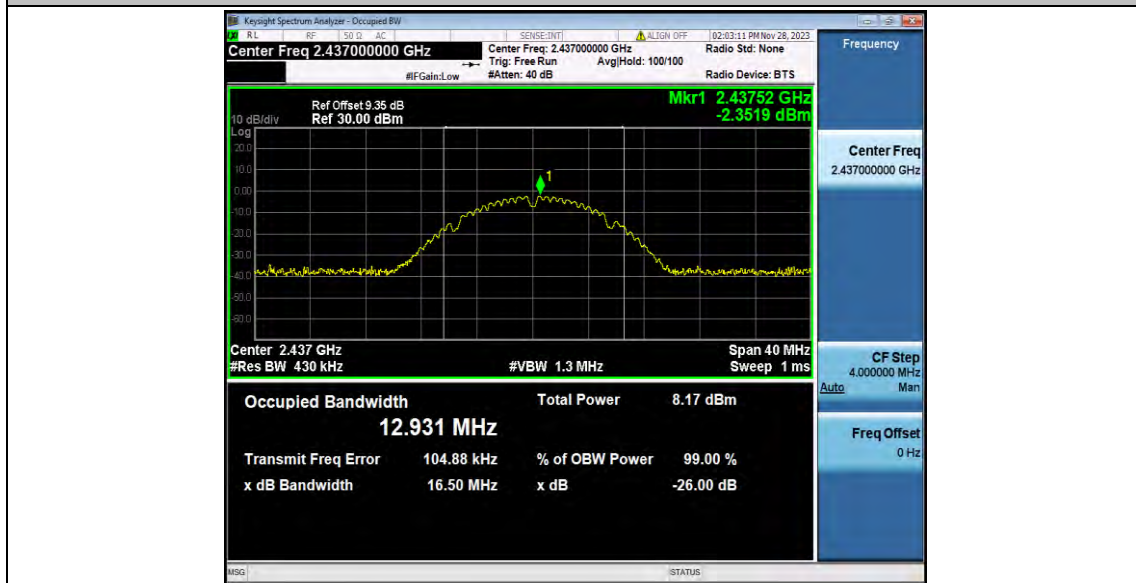 Keysight Spectrum Analyzer - Occupied BW
RL RF 50 Ω AC SENSE:INT ALIGN OFF 02:03:11 PM Nov 28, 2023
Center Freq 2.437000000 GHz
Center Freq: 2.437000000 GHz
Radio Std: None
Trig: Free Run Avg|Hold: 100/100
#IFGain:Low
#Atten: 40 dB
Radio Device: BTS
Frequency
Mkr1 2.43752 GHz
-2.3519 dBm
Ref Offset 9.35 dB
10 dB/div Ref 30.00 dBm
Log
20.0
10.0
0.00
-10.0
-20.0
-30.0
-40.0
-50.0
-60.0
1
Center 2.437 GHz
Span 40 MHz
#Res BW 430 kHz
#VBW 1.3 MHz
Sweep 1 ms
Occupied Bandwidth
Total Power 8.17 dBm
12.931 MHz
Transmit Freq Error 104.88 kHz
% of OBW Power 99.00 %
x dB Bandwidth 16.50 MHz
x dB -26.00 dB
Center Freq
2.437000000 GHz
CF Step
4.000000 MHz
Auto Man
Freq Offset
0 Hz
MSG
STATUS